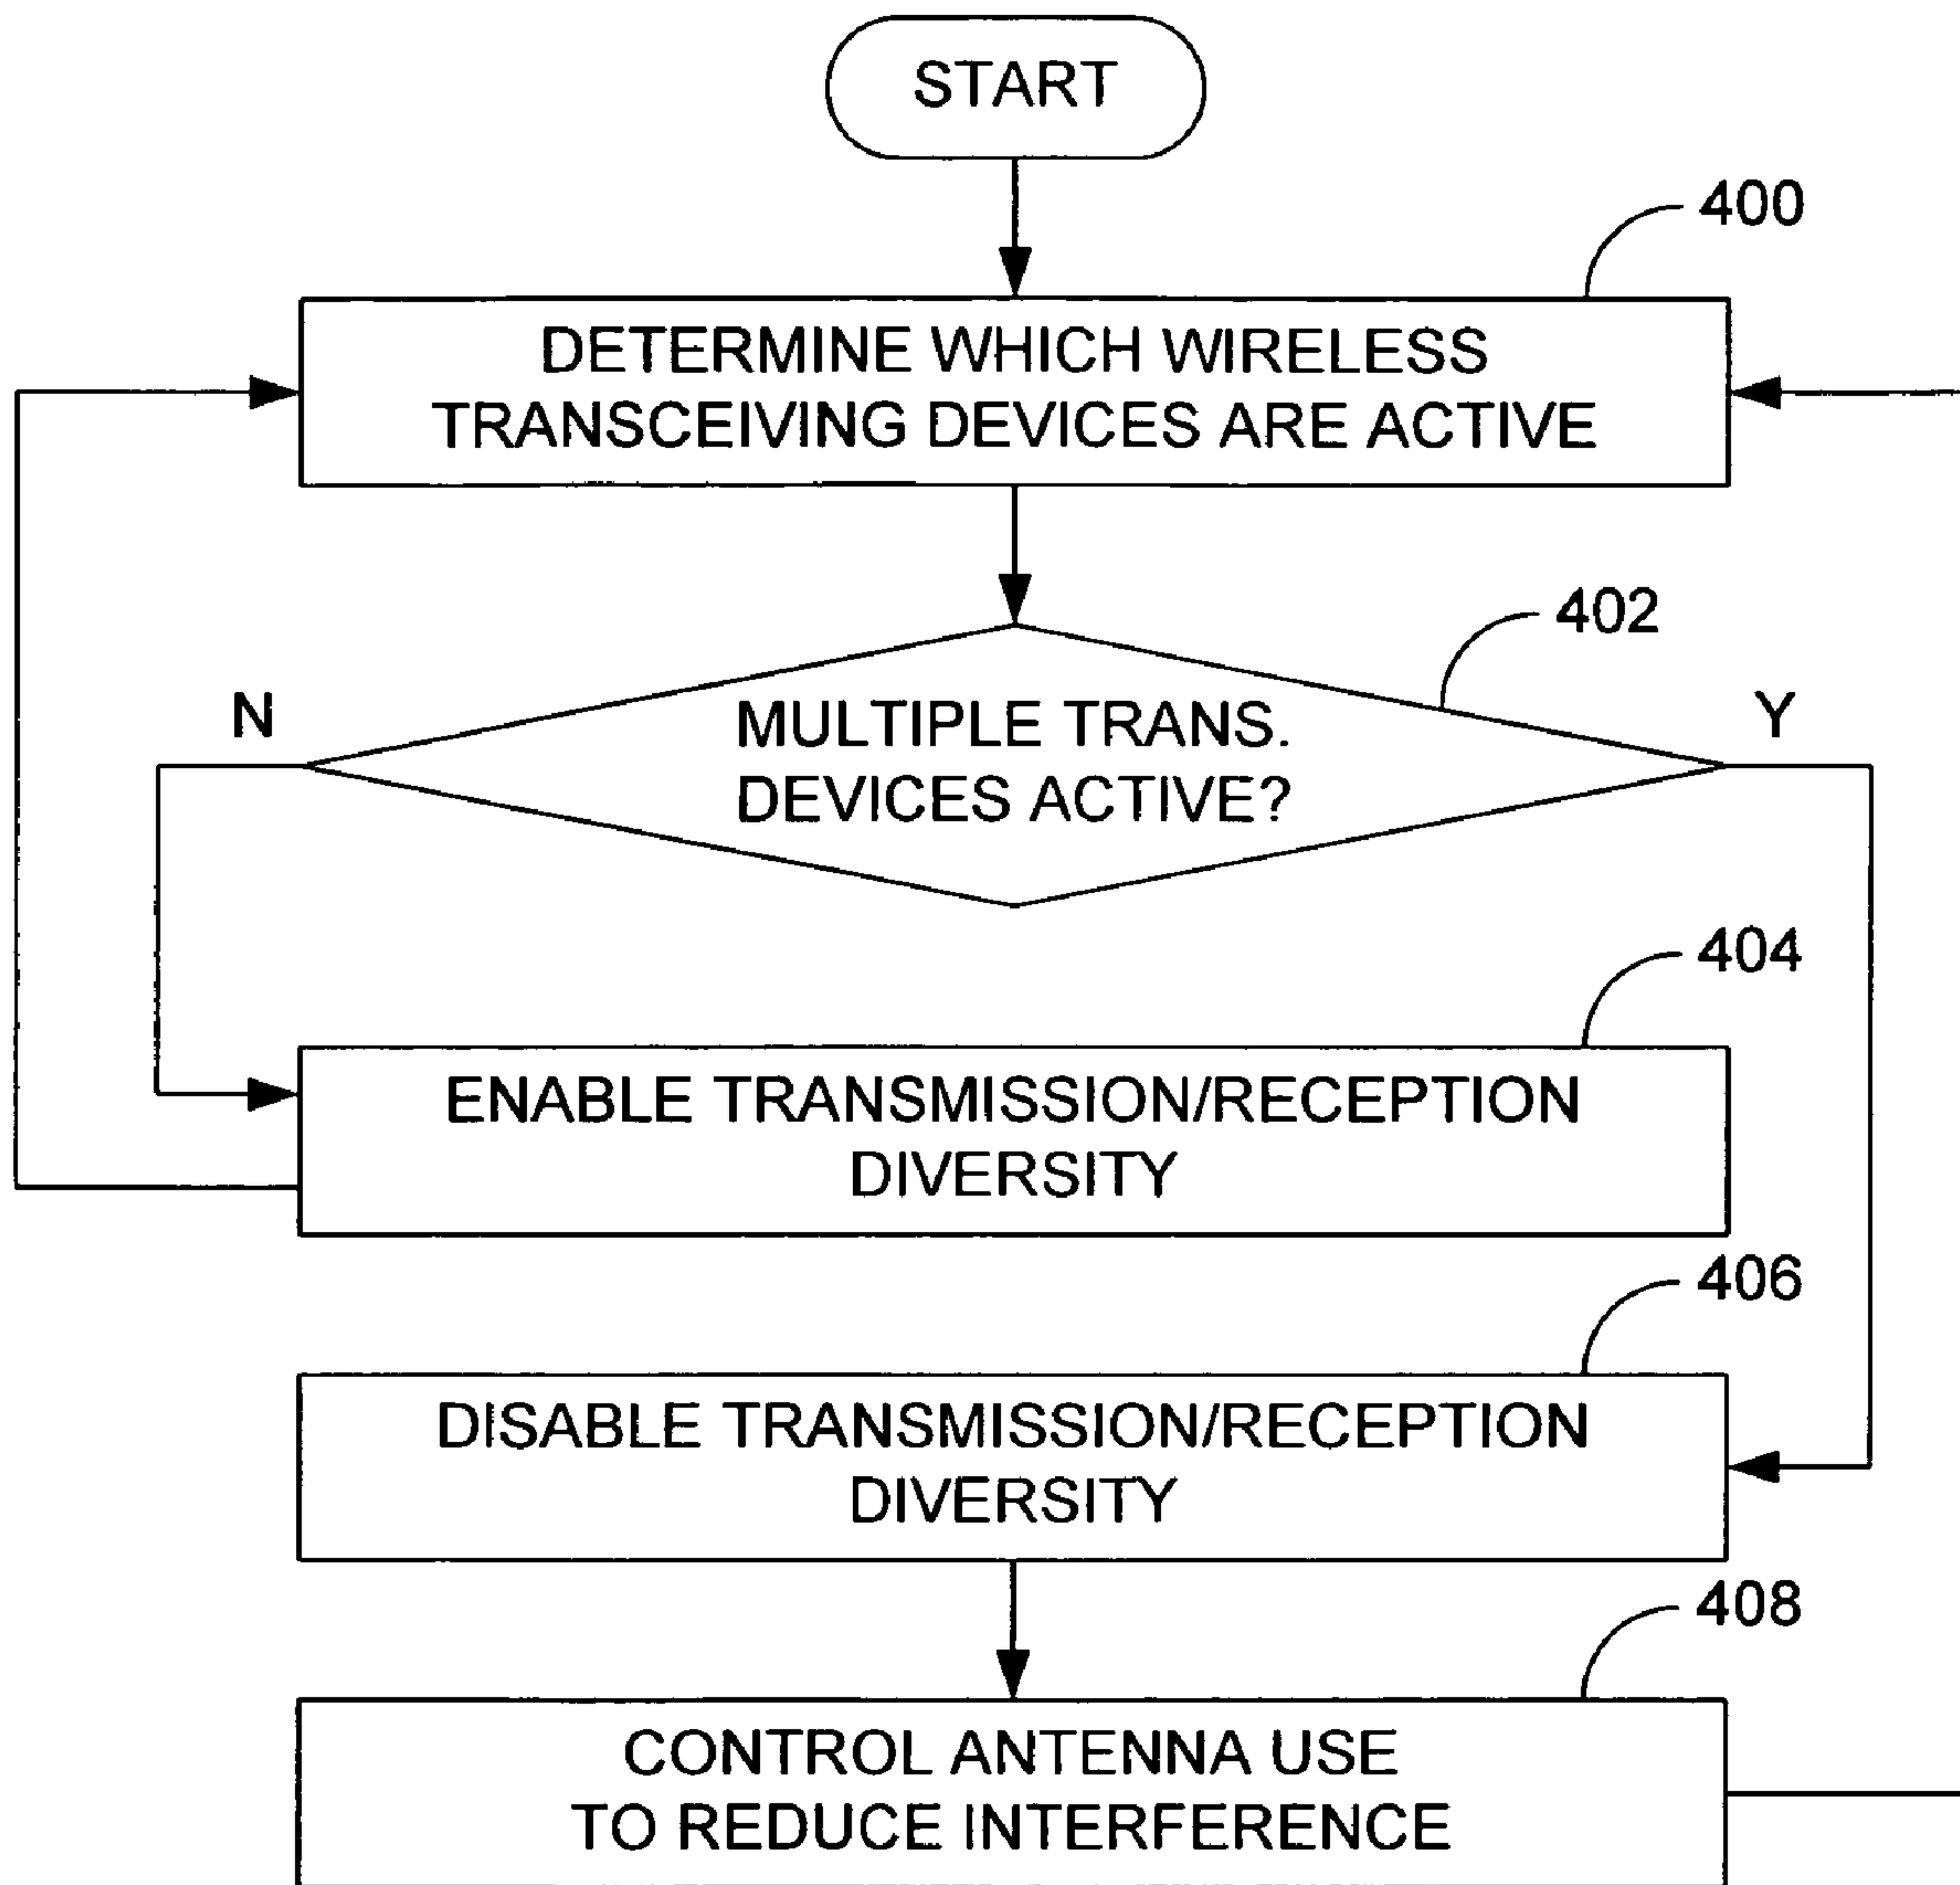 START
400
DETERMINE WHICH WIRELESS
TRANSCEIVING DEVICES ARE ACTIVE
402
N
Y
MULTIPLE TRANS.
DEVICES ACTIVE?
404
ENABLE TRANSMISSION/RECEPTION
DIVERSITY
406
DISABLE TRANSMISSION/RECEPTION
DIVERSITY
408
CONTROL ANTENNA USE
TO REDUCE INTERFERENCE